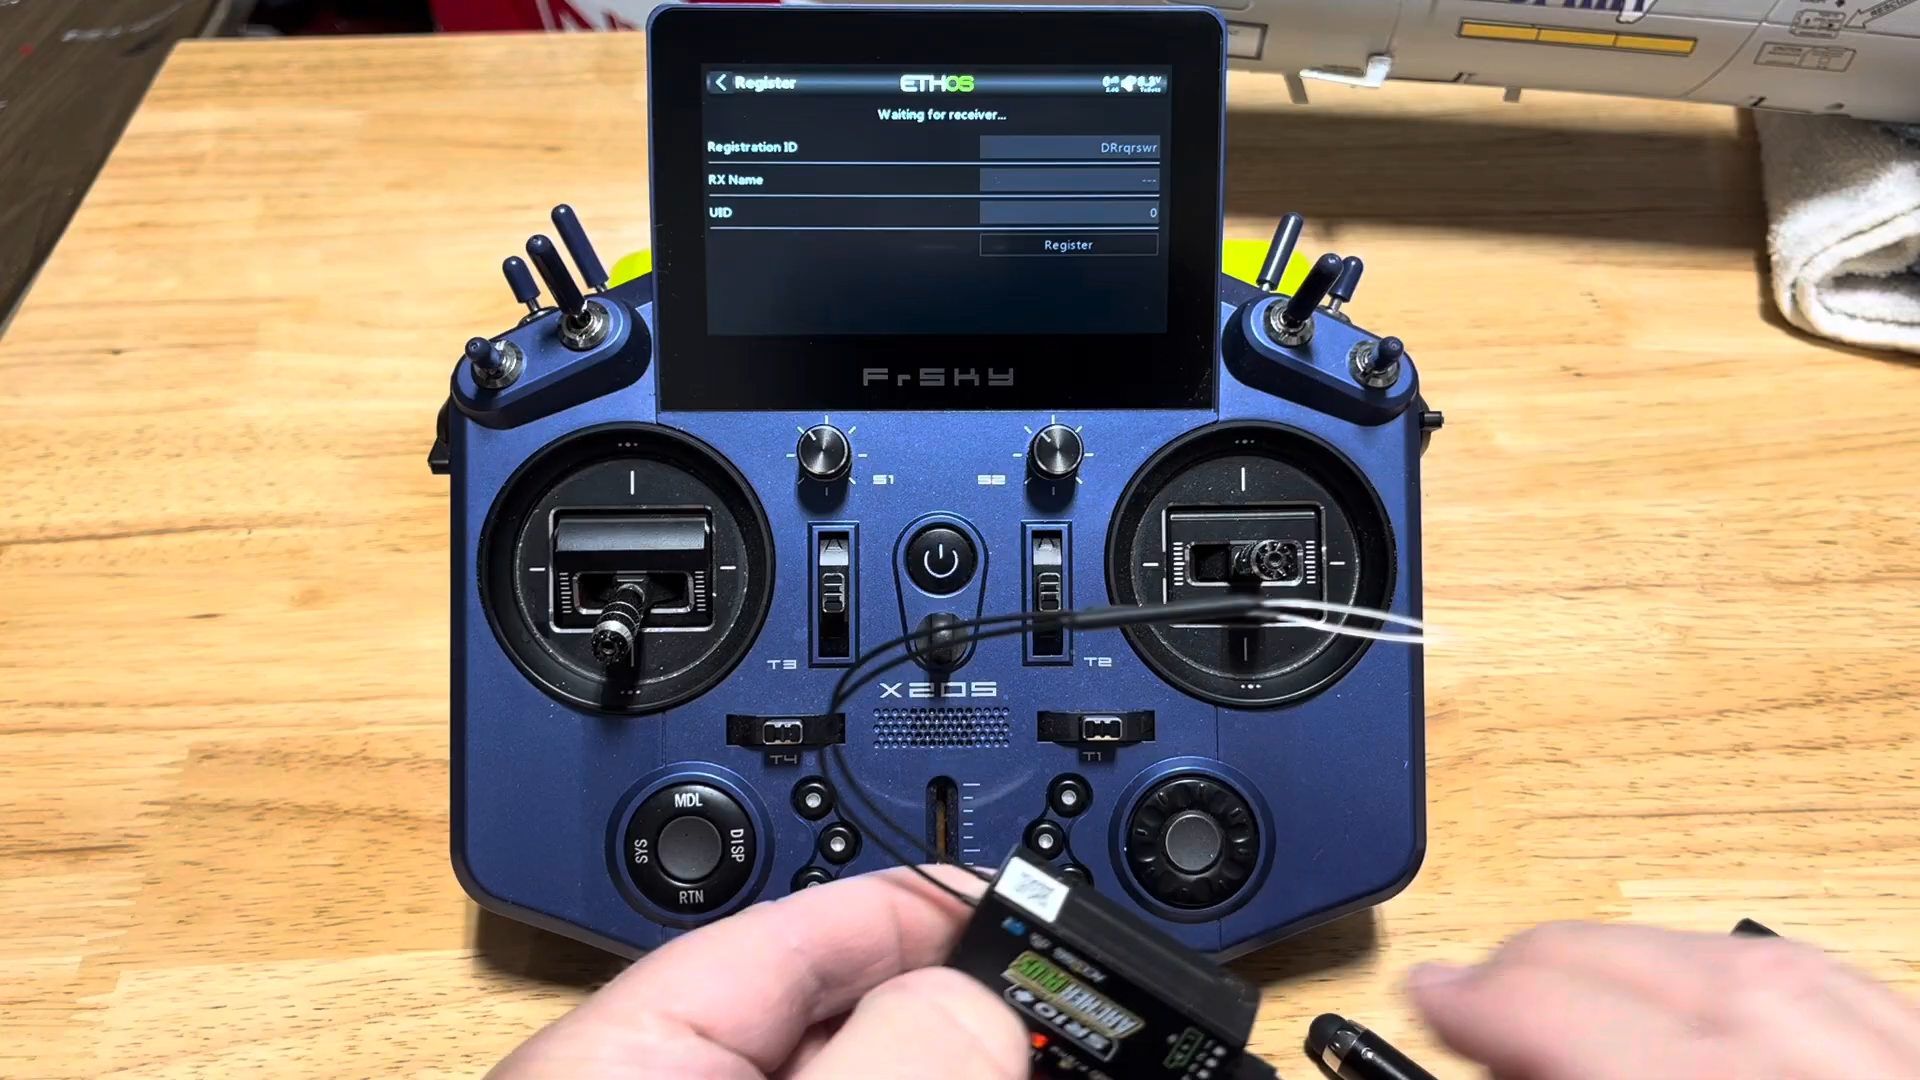 Register
ETHOS
Waiting for receiver...
Registration ID
DRrqrswr
RX Name
---
UID
0
Register
FrSKY
S1
S2
T3
T2
X20S
T4
T1
MDL
SYS
DISP
RTN
SR10+
ARCHER PLUS
ACCESS